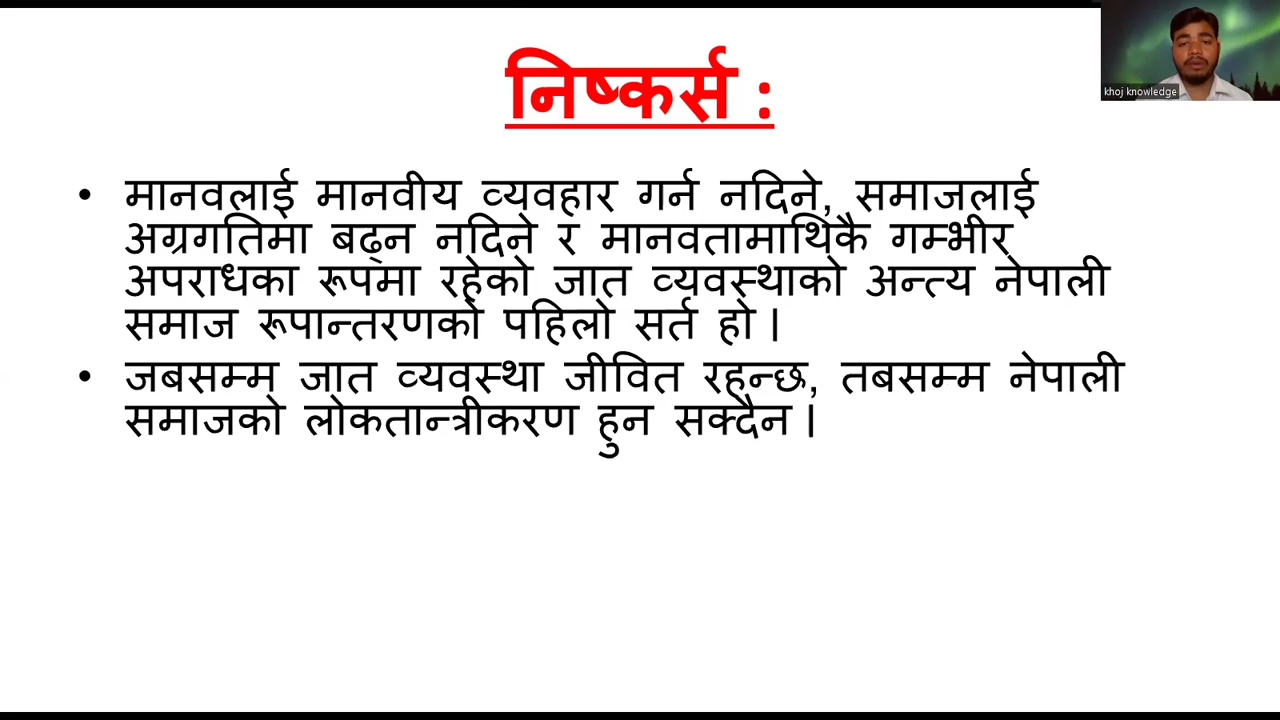 निष्कर्स :
khoj knowledge
• मानवलाई मानवीय व्यवहार गर्न नदिने, समाजलाई
अग्रगतिमा बढ्न नदिने र मानवतामाथिकै गम्भीर
अपराधका रूपमा रहेको जात व्यवस्थाको अन्त्य नेपाली
समाज रूपान्तरणको पहिलो सर्त हो।
• जबसम्म जात व्यवस्था जीवित रहन्छ, तबसम्म नेपाली
समाजको लोकतान्त्रीकरण हुन सक्दैन।